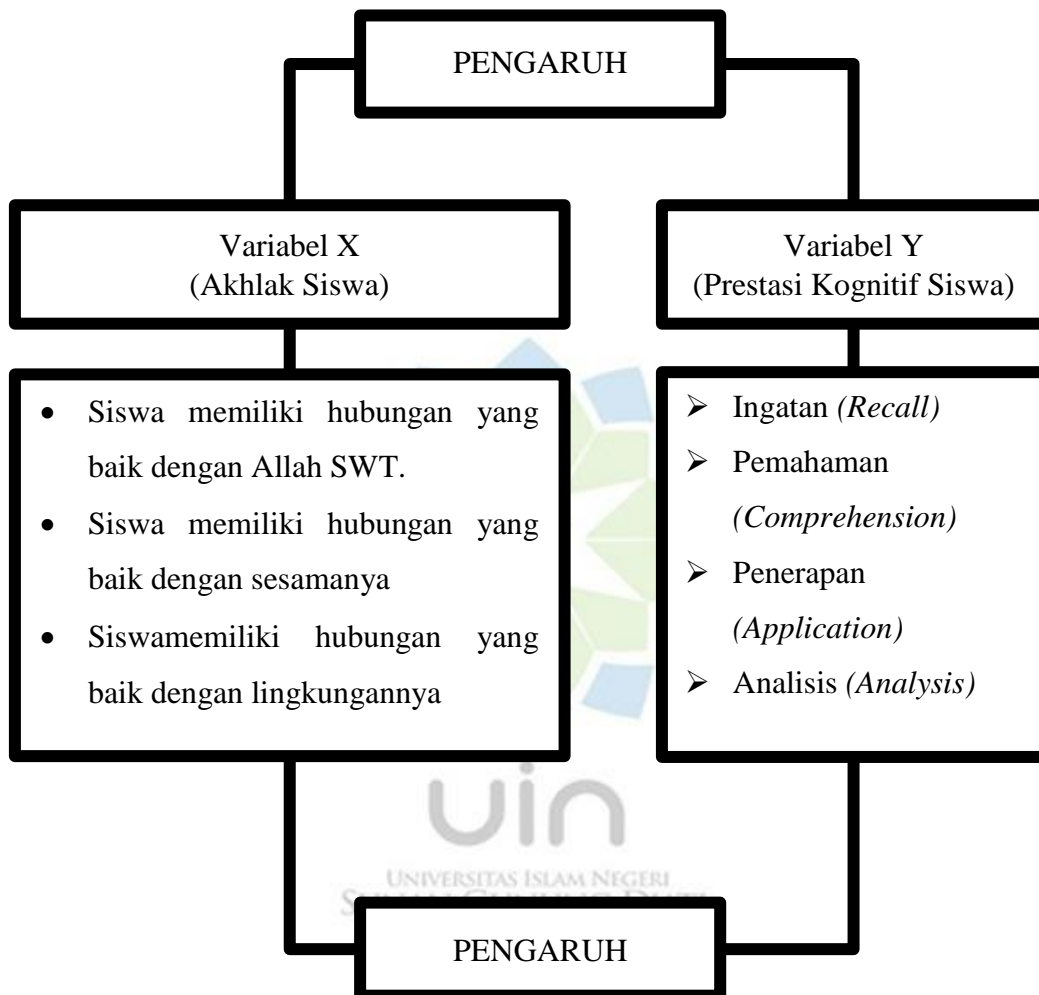 PENGARUH
Variabel X
(Akhlak Siswa)
Variabel Y
(Prestasi Kognitif Siswa)
• Siswa memiliki hubungan yang
baik dengan Allah SWT.
• Siswa memiliki hubungan yang
baik dengan sesamanya
• Siswamemiliki hubungan yang
baik dengan lingkungannya
➢ Ingatan (Recall)
➢ Pemahaman
(Comprehension)
➢ Penerapan
(Application)
➢ Analisis (Analysis)
uin
UNIVERSITAS ISLAM NEGERI
PENGARUH